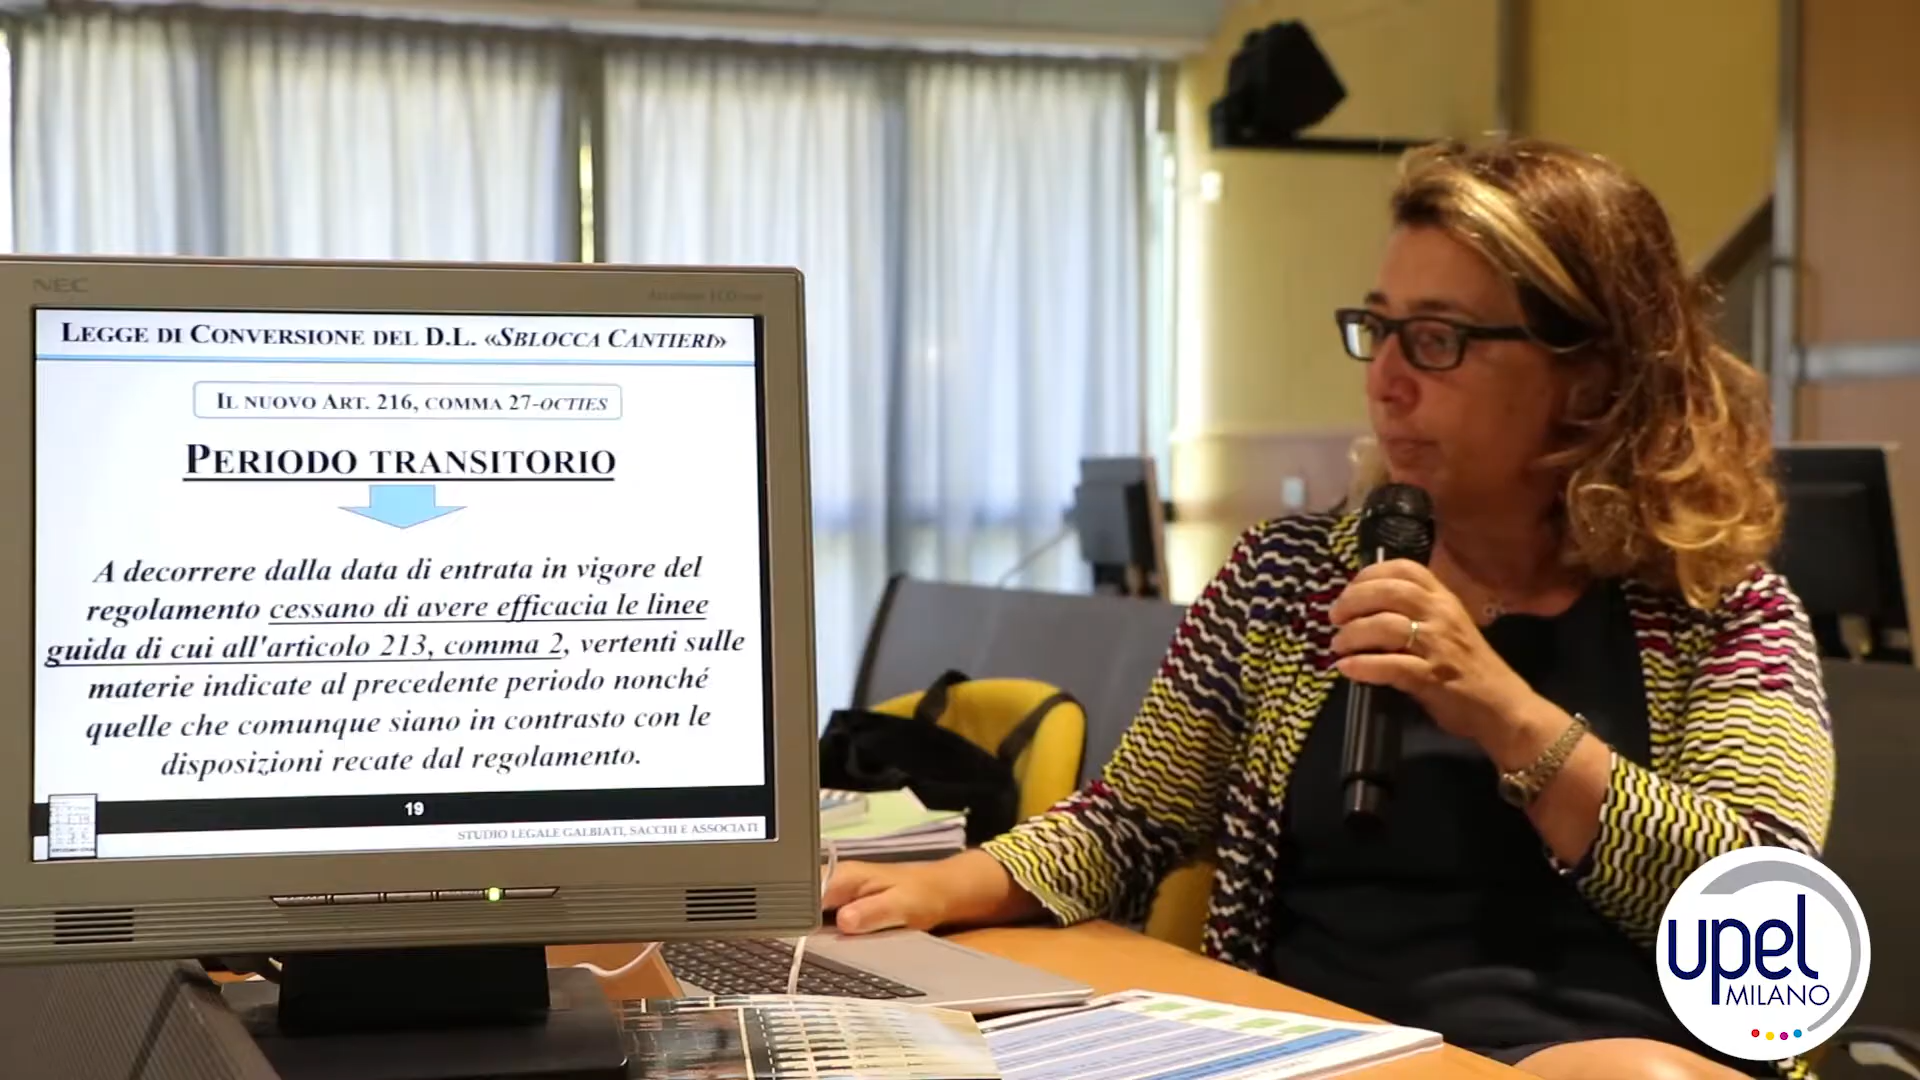 NEC
LEGGE DI CONVERSIONE DEL D.L. «SBLOCCA CANTIERI»
IL NUOVO ART. 216, COMMA 27-OCTIES
PERIODO TRANSITORIO
A decorrere dalla data di entrata in vigore del
regolamento cessano di avere efficacia le linee
guida di cui all'articolo 213, comma 2, vertenti sulle
materie indicate al precedente periodo nonché
quelle che comunque siano in contrasto con le
disposizioni recate dal regolamento.
19
STUDIO LEGALE GALBIATI, SACCHI E ASSOCIATI
upel
MILANO